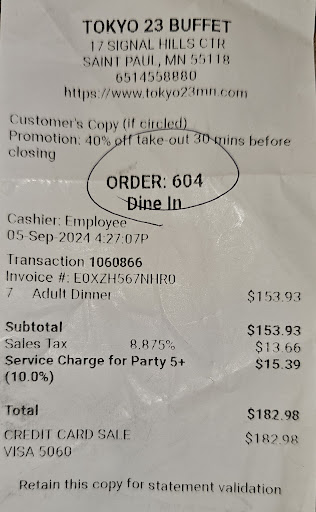 TOKYO 23 BUFFET
17 SIGNAL HILLS CTR
SAINT PAUL, MN 55118
6514558880
https://www.tokyo23mn.com
Customer's Copy (if circled)
Promotion: 40% off take-out 30 mins before
closing
ORDER: 604
Dine In
Cashier: Employee
05-Sep-2024 4:27:07P
Transaction 1060866
Invoice #: E0XZH567NHR0
7 Adult Dinner $153.93
Subtotal $153.93
Sales Tax 8.875% $13.66
Service Charge for Party 5+ $15.39
(10.0%)
Total $182.98
CREDIT CARD SALE $182.98
VISA 5060
Retain this copy for statement validation